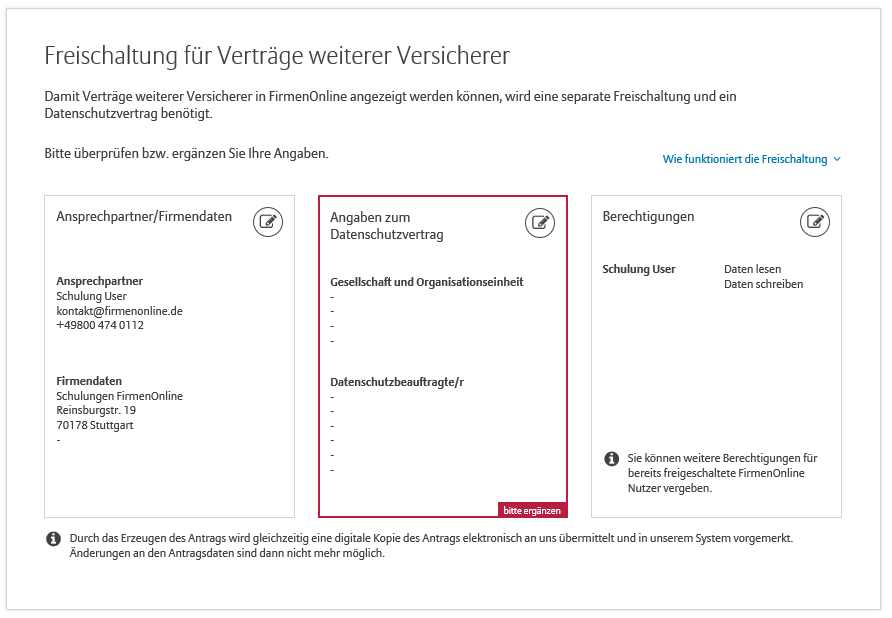 Freischaltung für Verträge weiterer Versicherer
Damit Verträge weiterer Versicherer in FirmenOnline angezeigt werden können, wird eine separate Freischaltung und ein
Datenschutzvertrag benötigt.
Bitte überprüfen bzw. ergänzen Sie Ihre Angaben.
Wie funktioniert die Freischaltung
Ansprechpartner/Firmendaten
Ansprechpartner
Schulung User
kontakt@firmenonline.de
+49800 474 0112
Firmendaten
Schulungen FirmenOnline
Reinsburgstr. 19
70178 Stuttgart
-
Angaben zum
Datenschutzvertrag
Gesellschaft und Organisationseinheit
-
-
-
-
Datenschutzbeauftragte/r
-
-
-
-
-
-
bitte ergänzen
Berechtigungen
Schulung User Daten lesen
Daten schreiben
Sie können weitere Berechtigungen für
bereits freigeschaltete FirmenOnline
Nutzer vergeben.
Durch das Erzeugen des Antrags wird gleichzeitig eine digitale Kopie des Antrags elektronisch an uns übermittelt und in unserem System vorgemerkt.
Änderungen an den Antragsdaten sind dann nicht mehr möglich.